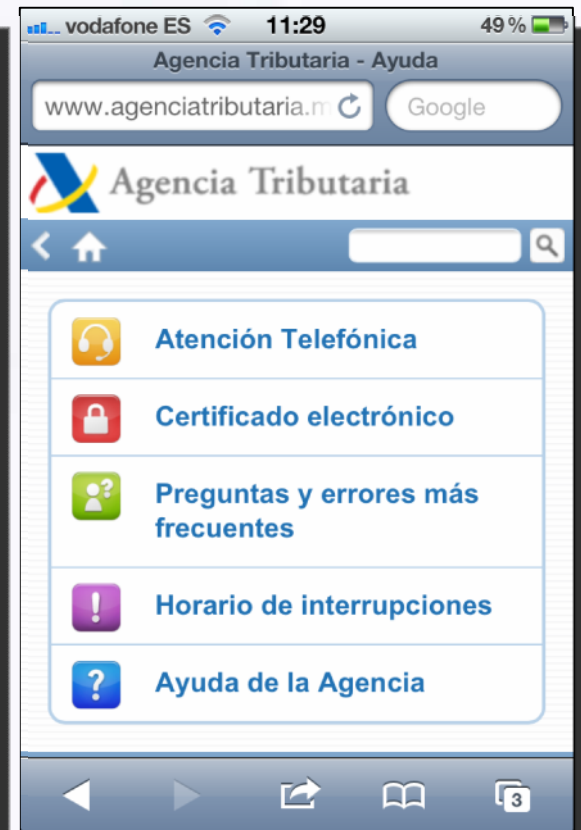 vodafone ES 11:29 49 %
Agencia Tributaria - Ayuda
www.agenciatributaria.m Google
Agencia Tributaria
Atención Telefónica
Certificado electrónico
Preguntas y errores más
frecuentes
Horario de interrupciones
Ayuda de la Agencia
3